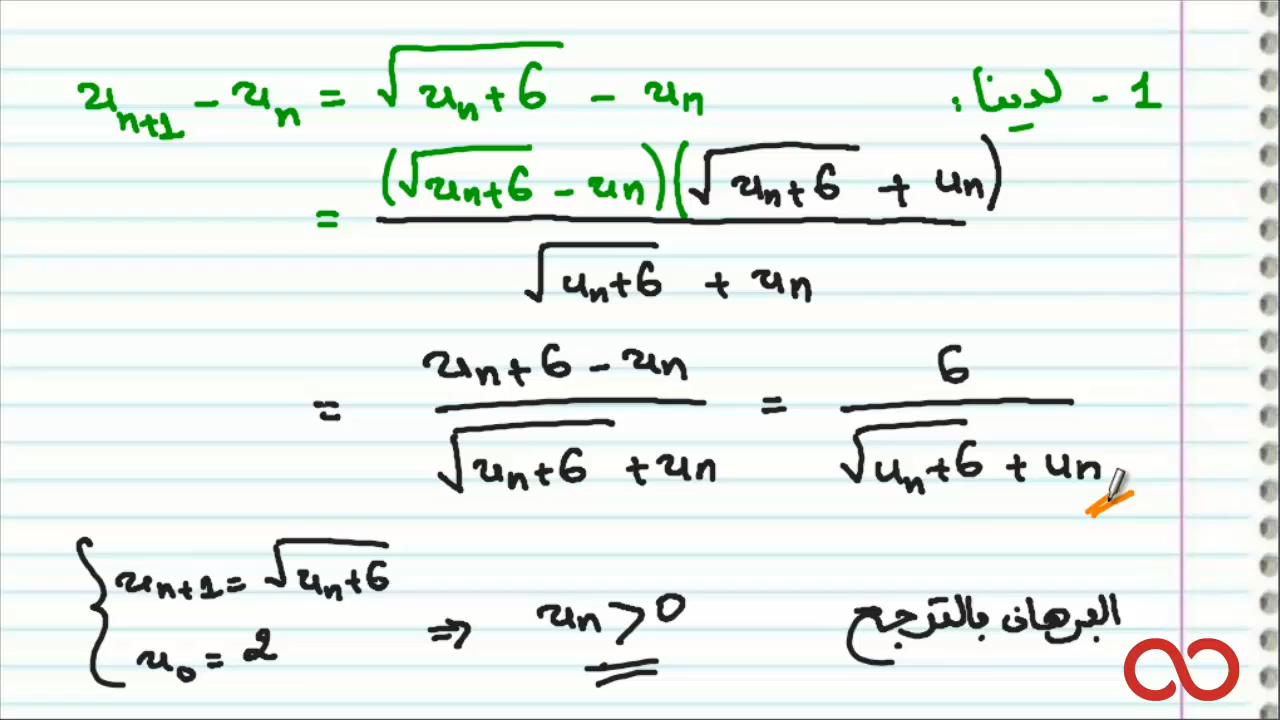 1 - لدينا: u_{n+1} - u_n = √(u_n+6) - u_n
= (√(u_n+6) - u_n)(√(u_n+6) + u_n) / (√(u_n+6) + u_n)
= (u_n+6 - u_n) / (√(u_n+6) + u_n) = 6 / (√(u_n+6) + u_n)
{ u_{n+1} = √(u_n+6)
u_0 = 2 ⇒ u_n > 0 البرهان بالترجع